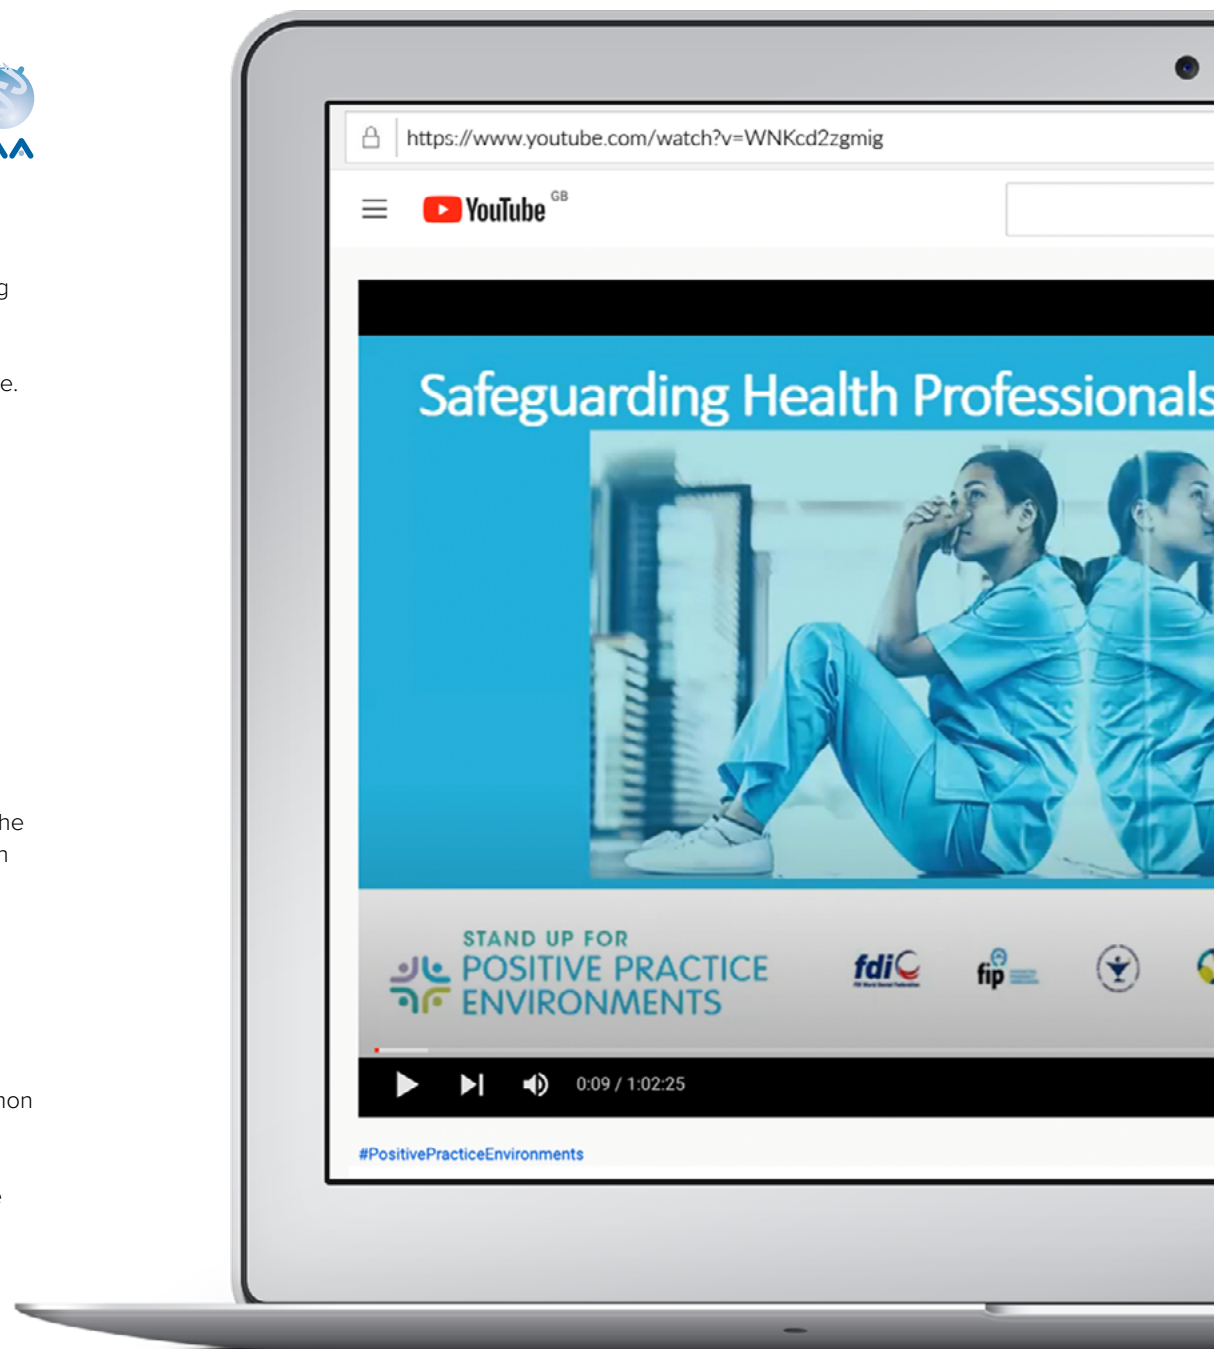 g
e.
he
n
non
e
https://www.youtube.com/watch?v=WNKcd2zgmig
YouTube GB
Safeguarding Health Professionals
STAND UP FOR
POSITIVE PRACTICE
ENVIRONMENTS
fdi
fip
0:09 / 1:02:25
#PositivePracticeEnvironments